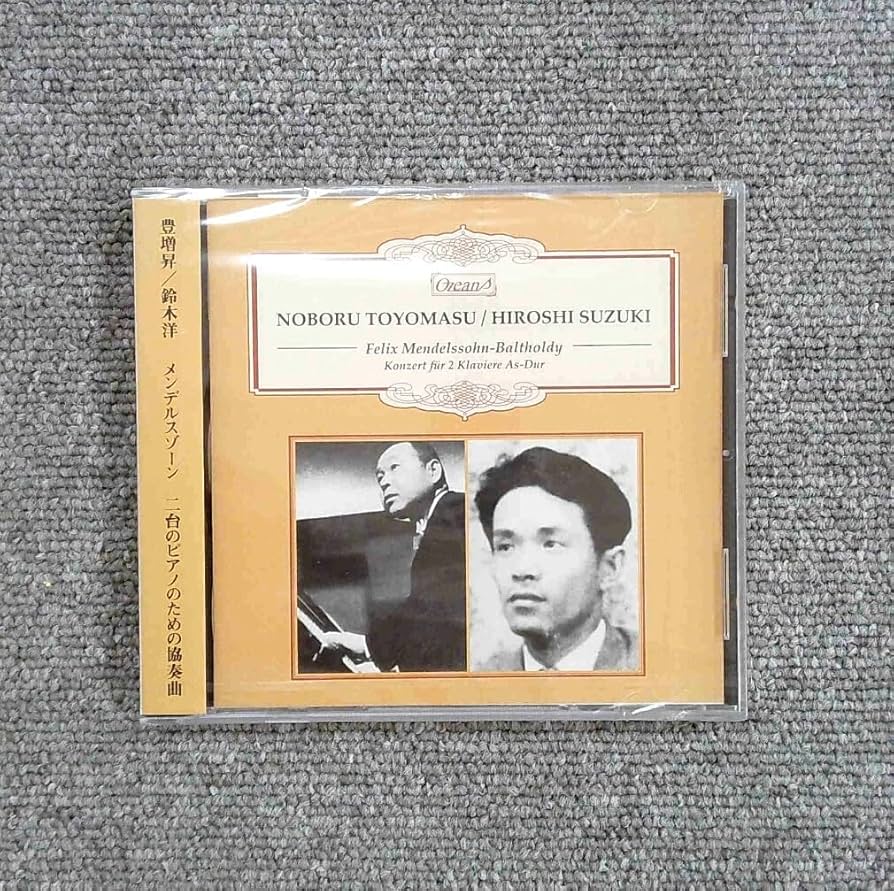 豊増昇／鈴木洋 メンデルスゾーン 二台のピアノのための協奏曲
NOBORU TOYOMASU / HIROSHI SUZUKI
Felix Mendelssohn-Baltholdy
Konzert für 2 Klaviere As-Dur